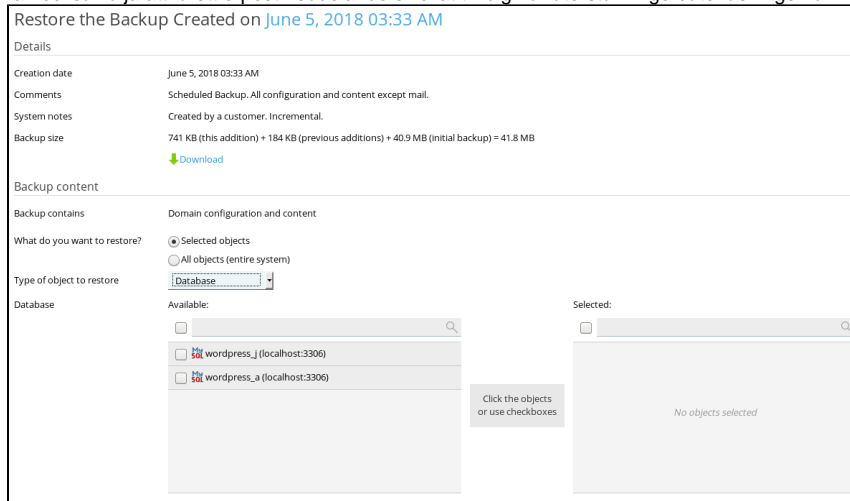 Restore the Backup Created on June 5, 2018 03:33 AM
Details
Creation date June 5, 2018 03:33 AM
Comments Scheduled Backup. All configuration and content except mail.
System notes Created by a customer. Incremental.
Backup size 741 KB (this addition) + 184 KB (previous additions) + 40.9 MB (initial backup) = 41.8 MB
Download
Backup content
Backup contains Domain configuration and content
What do you want to restore? Selected objects
All objects (entire system)
Type of object to restore Database
Database Available: Selected:
MySQL wordpress_j (localhost:3306)
MySQL wordpress_a (localhost:3306)
Click the objects
or use checkboxes
No objects selected